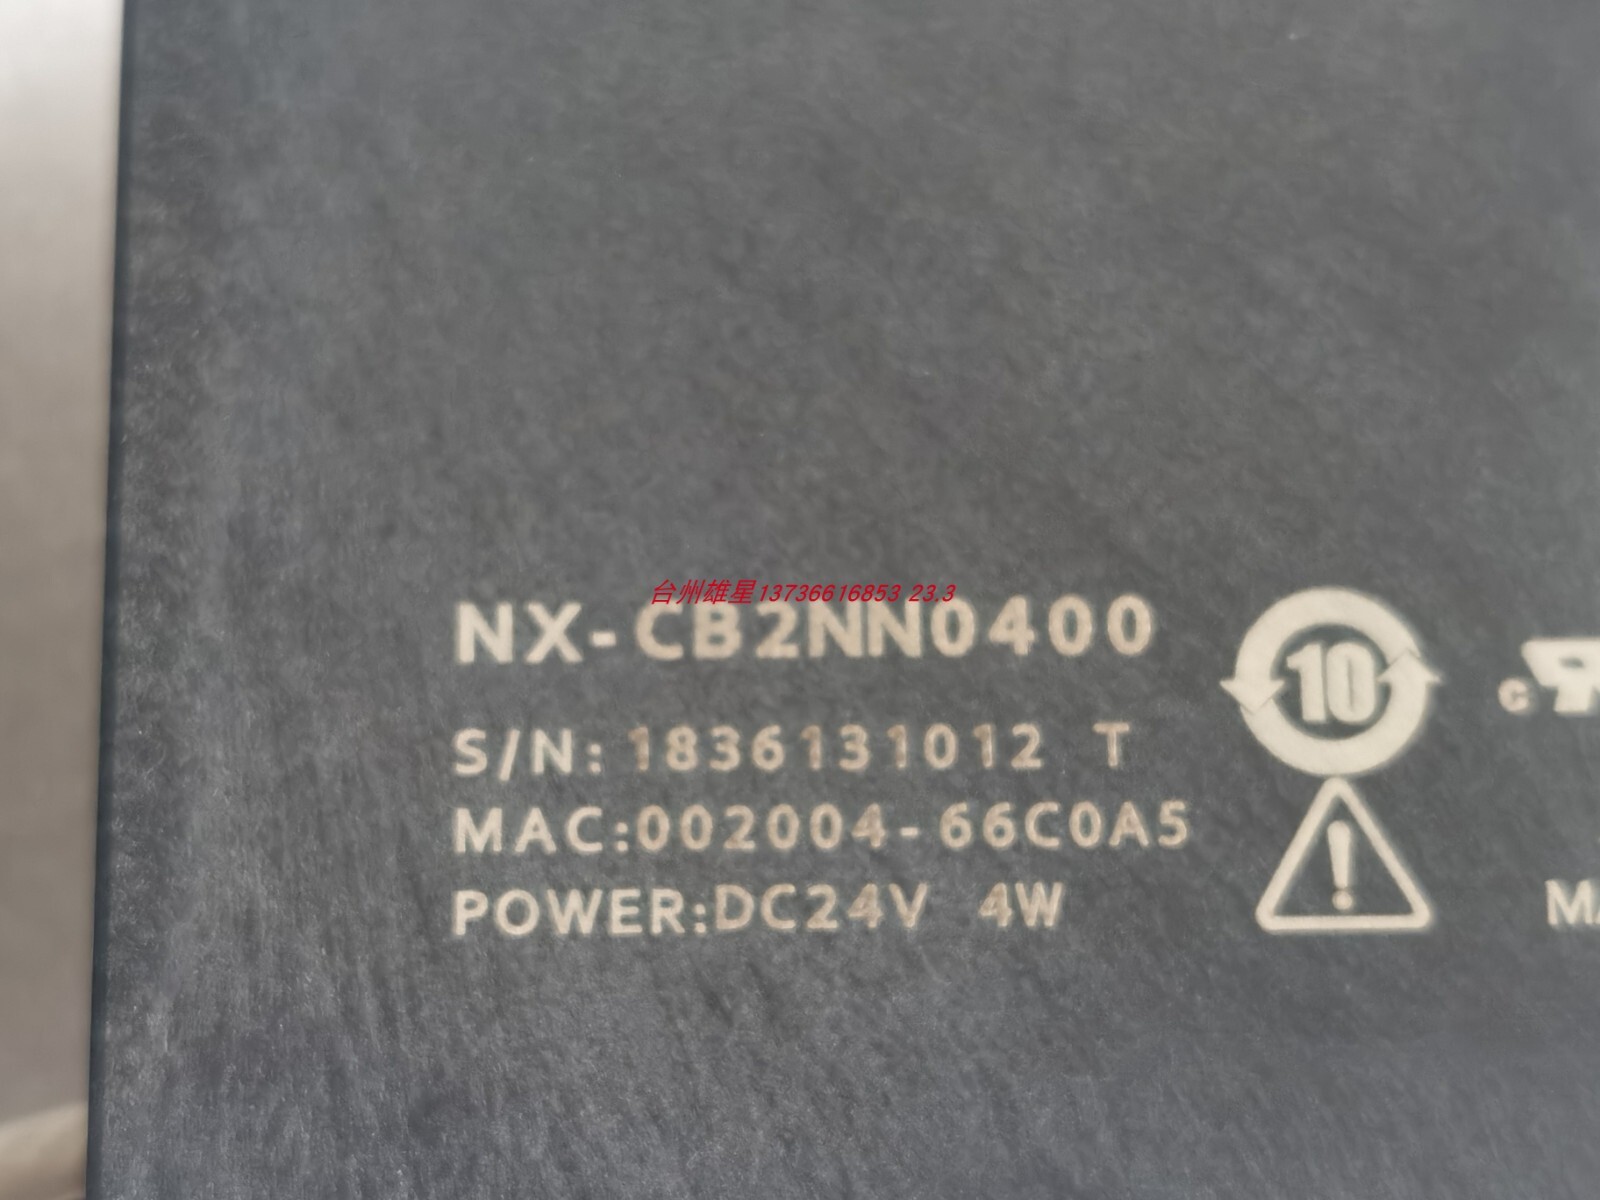 台州雄星13736616853 23.3
NX-CB2NN0400
10
c
S/N: 1836131012 T
MAC:002004-66C0A5
POWER:DC24V 4W
MA